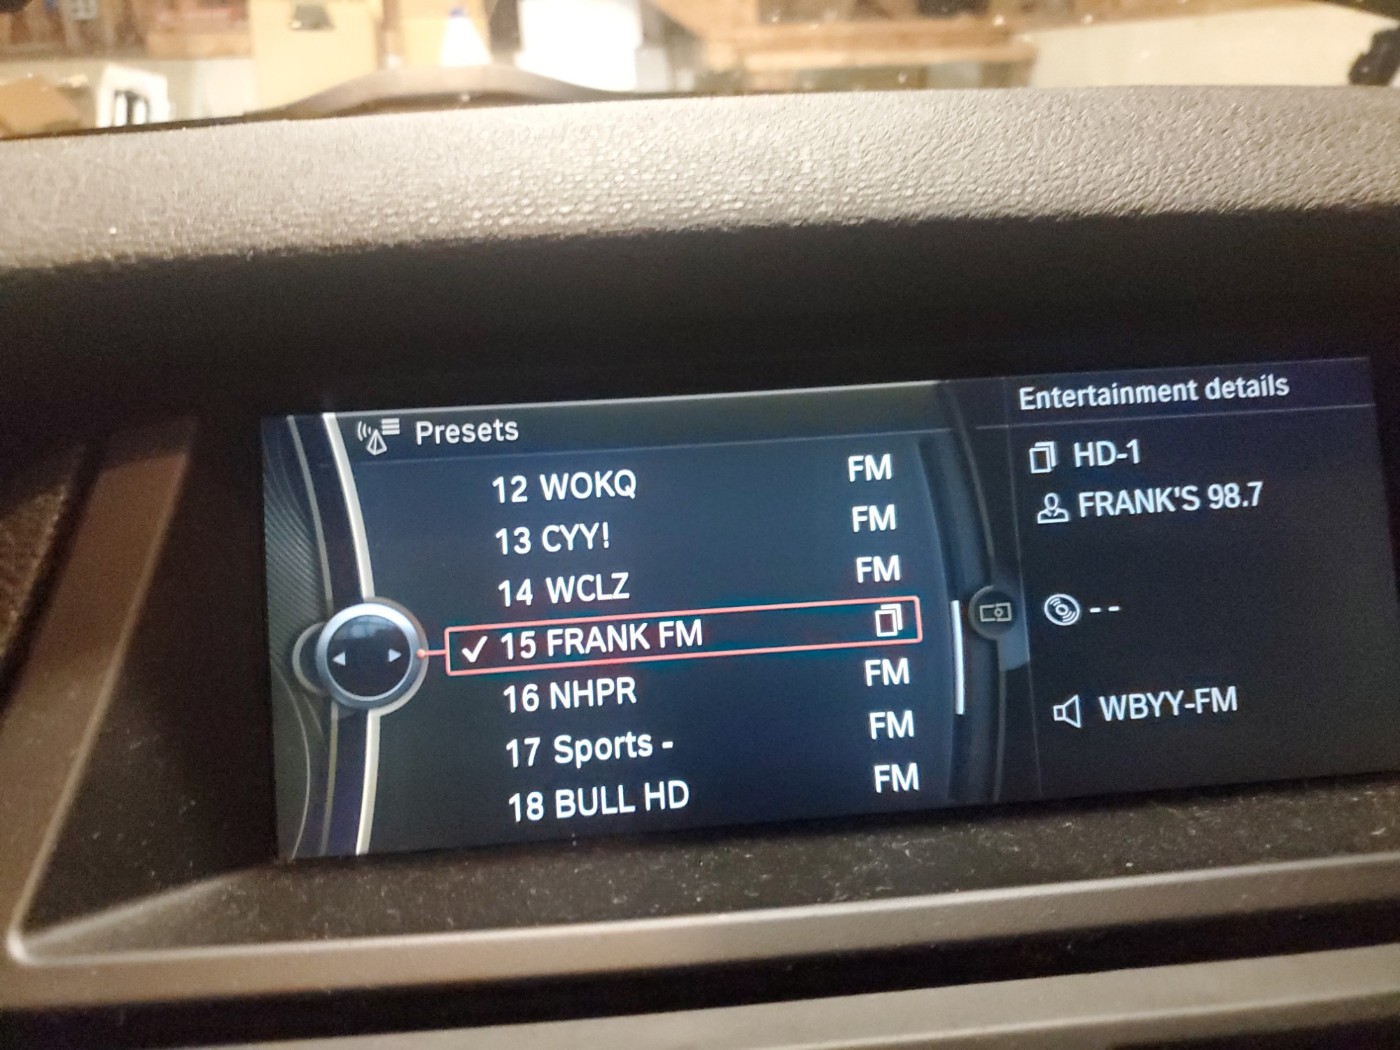 Presets
12 WOKQ FM
13 CYY! FM
14 WCLZ FM
✓ 15 FRANK FM
16 NHPR FM
17 Sports - FM
18 BULL HD FM
Entertainment details
HD-1
FRANK'S 98.7
--
WBYY-FM